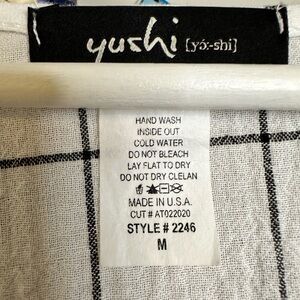 yushi [yó:-shi]
HAND WASH
INSIDE OUT
COLD WATER
DO NOT BLEACH
LAY FLAT TO DRY
DO NOT DRY CLELAN
MADE IN U.S.A.
CUT # AT022020
STYLE # 2246
M